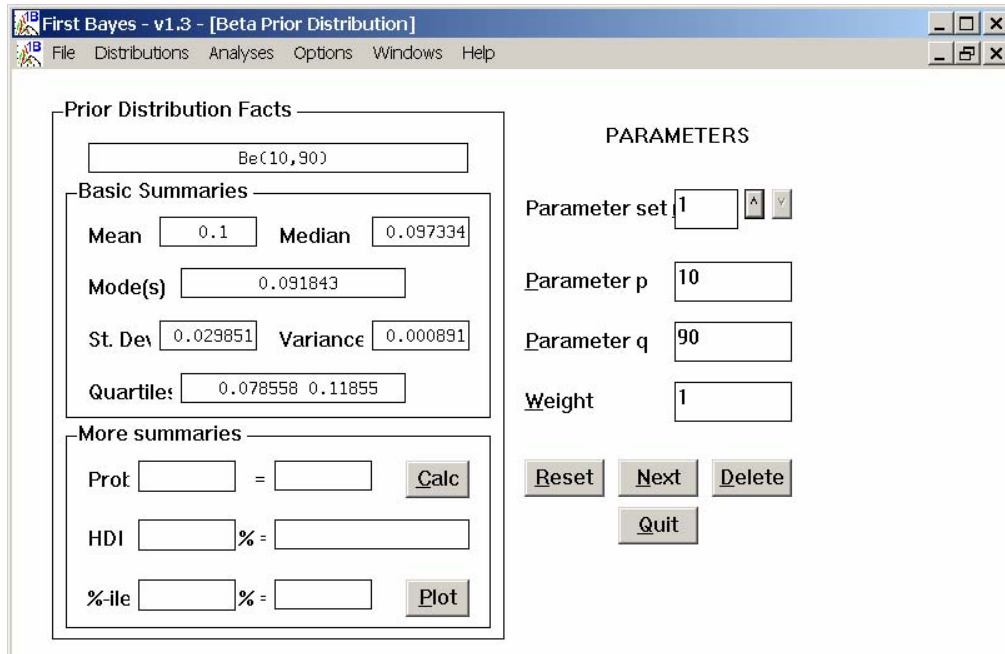 First Bayes - v1.3 - [Beta Prior Distribution]
File Distributions Analyses Options Windows Help
Prior Distribution Facts
Be(10,90)
Basic Summaries
Mean 0.1 Median 0.097334
Mode(s) 0.091843
St. Dev 0.029851 Variance 0.000891
Quartiles 0.078558 0.11855
More summaries
Prob = Calc
HDI % =
%-ile % = Plot
PARAMETERS
Parameter set 1
Parameter p 10
Parameter q 90
Weight 1
Reset Next Delete
Quit